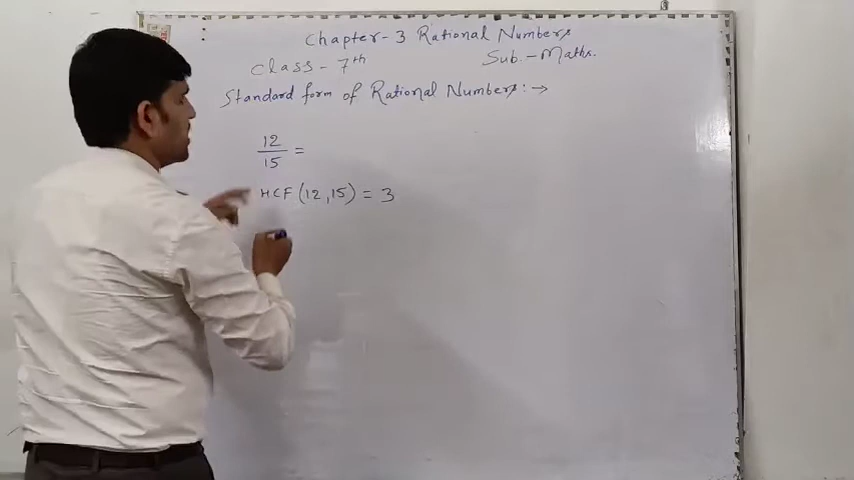 Chapter-3 Rational Numbers
Class-7th Sub.-Maths.
Standard form of Rational Numbers:→
12/15 =
HCF (12,15) = 3